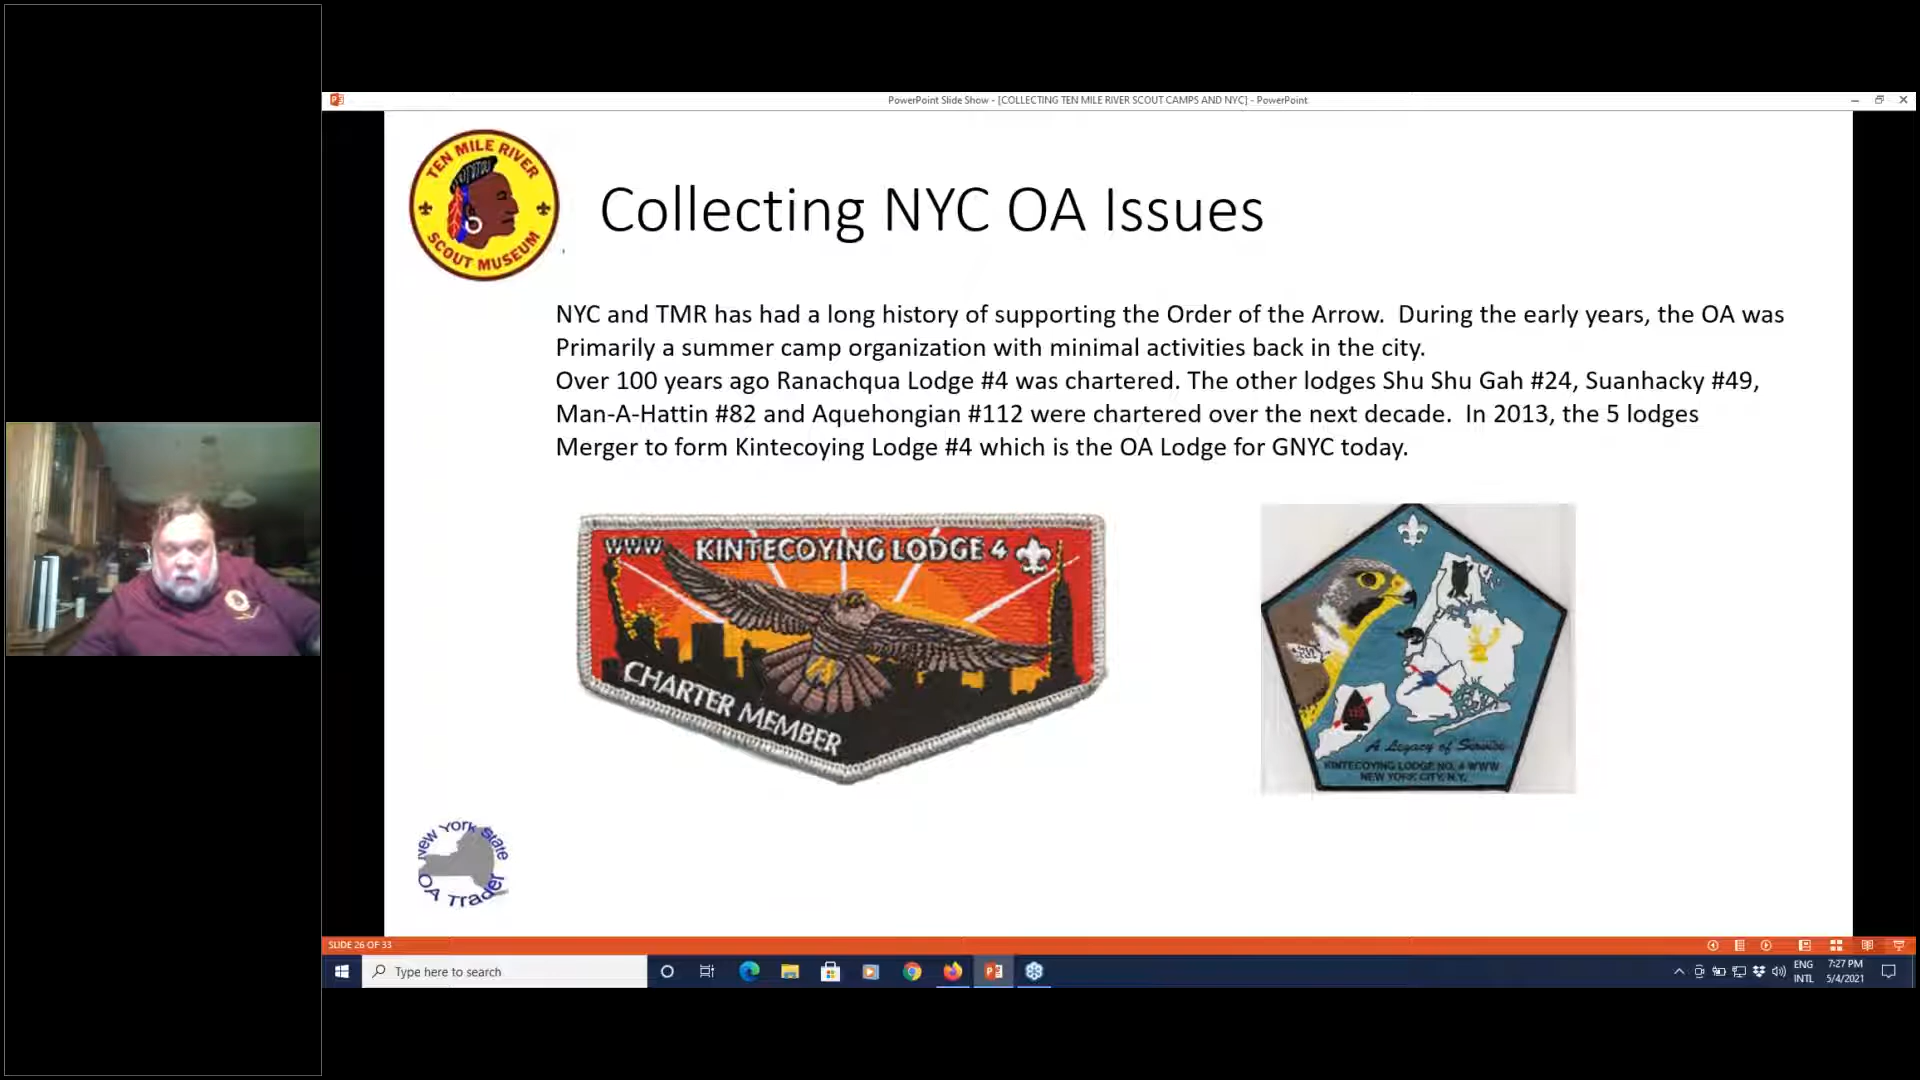 PowerPoint Slide Show - [COLLECTING TEN MILE RIVER SCOUT CAMPS AND NYC] - PowerPoint
TEN MILE RIVER
SCOUT MUSEUM
Collecting NYC OA Issues
NYC and TMR has had a long history of supporting the Order of the Arrow.  During the early years, the OA was
Primarily a summer camp organization with minimal activities back in the city.
Over 100 years ago Ranachqua Lodge #4 was chartered. The other lodges Shu Shu Gah #24, Suanhacky #49,
Man-A-Hattin #82 and Aquehongian #112 were chartered over the next decade.  In 2013, the 5 lodges
Merger to form Kintecoying Lodge #4 which is the OA Lodge for GNYC today.
WWW KINTECOYING LODGE 4
CHARTER MEMBER
112
A Legacy of Service
KINTECOYING LODGE NO. 4 WWW
NEW YORK CITY, N.Y.
New York State
OA Trader
SLIDE 26 OF 33
Type here to search
ENG
INTL
7:27 PM
5/4/2021